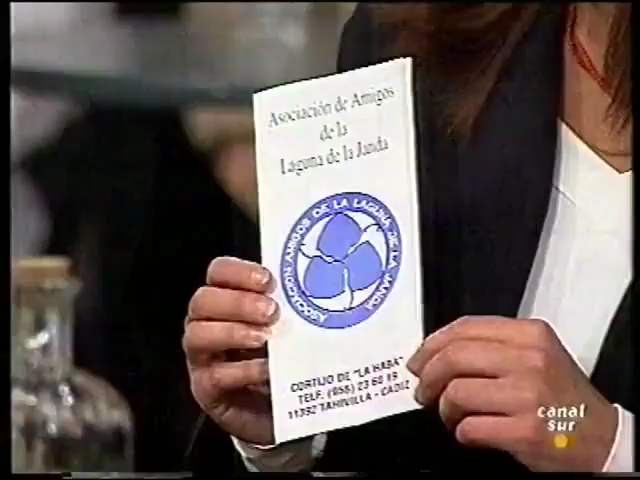 Asociación de Amigos
de la
Laguna de la Janda
ASOCIACION AMIGOS DE LA LAGUNA DE LA JANDA
CORTIJO DE "LA HABA"
TELF. (956) 23 60 19
11392 TAHIVILLA - CADIZ
canal
sur